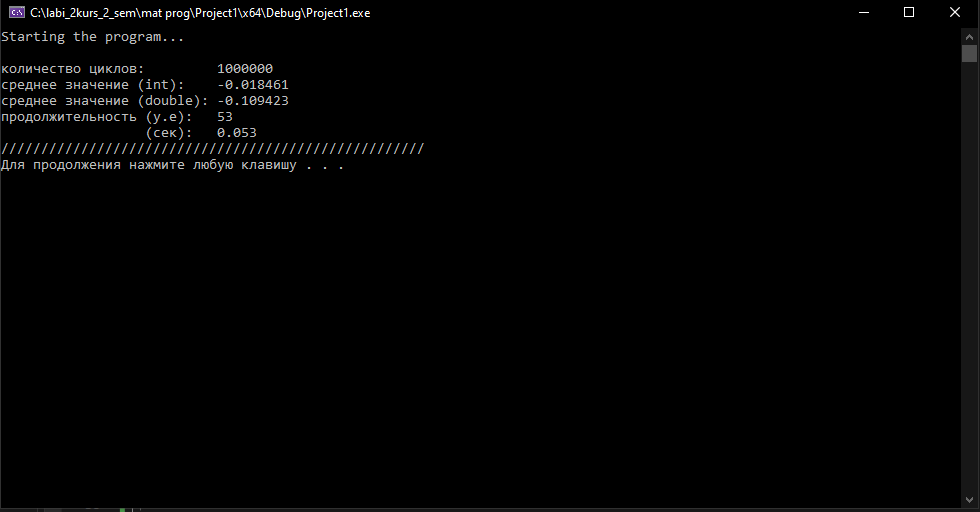 C:\labi_2kurs_2_sem\mat prog\Project1\x64\Debug\Project1.exe
Starting the program...
количество циклов: 1000000
среднее значение (int): -0.018461
среднее значение (double): -0.109423
продолжительность (у.е): 53
(сек): 0.053
/////////////////////////////////////////////////////
Для продолжения нажмите любую клавишу . . .